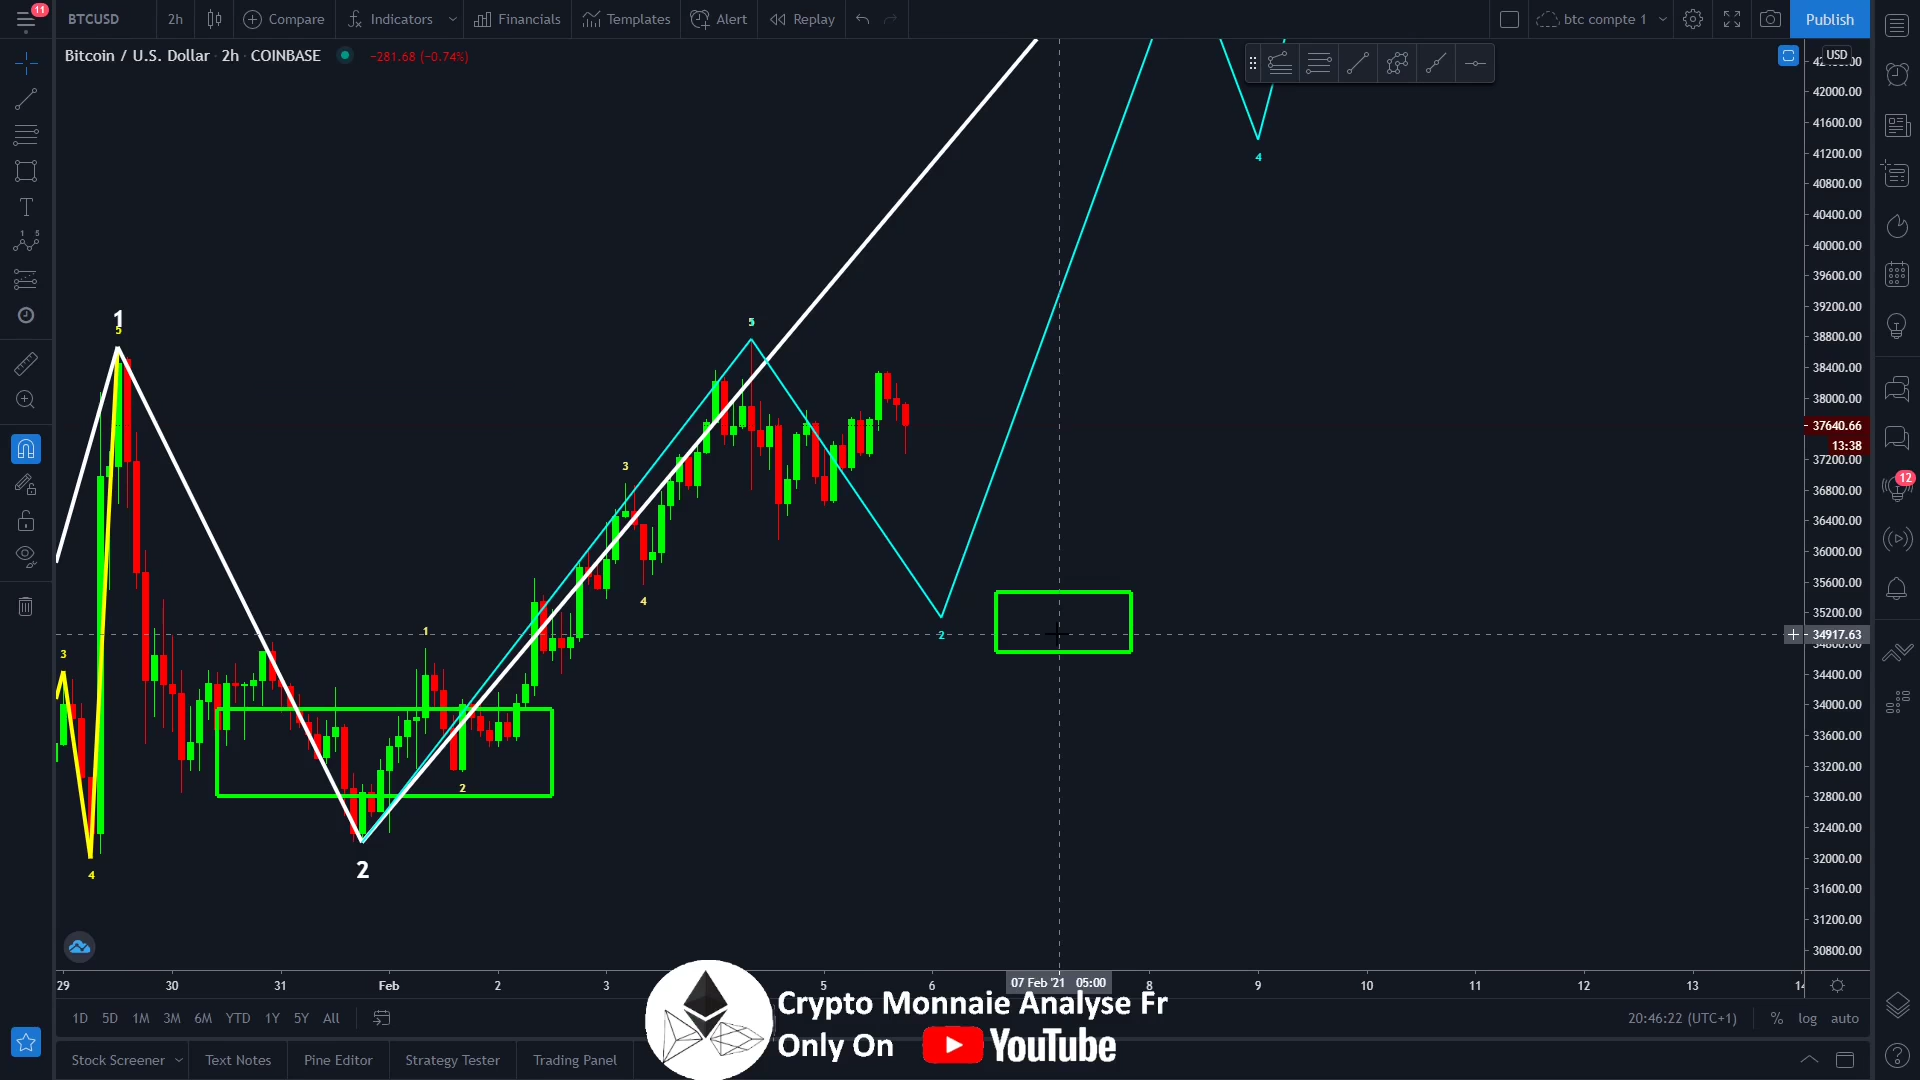 11
BTCUSD
2h
Compare
Indicators
Financials
Templates
Alert
Replay
btc compte 1
Publish
Bitcoin / U.S. Dollar · 2h · COINBASE
−281.68 (−0.74%)
USD
42000.00
41600.00
41200.00
40800.00
40400.00
40000.00
39600.00
39200.00
38800.00
38400.00
38000.00
37640.66
13:38
37200.00
36800.00
36400.00
36000.00
35600.00
35200.00
34917.63
34400.00
34000.00
33600.00
33200.00
32800.00
32400.00
32000.00
31600.00
31200.00
30800.00
1
5
3
4
2
1
2
3
4
5
2
4
12
29
30
31
Feb
2
3
5
6
07 Feb '21 05:00
8
9
10
11
12
13
1D
5D
1M
3M
6M
YTD
1Y
5Y
All
20:46:22 (UTC+1)
%
log
auto
Stock Screener
Text Notes
Pine Editor
Strategy Tester
Trading Panel
Crypto Monnaie Analyse Fr
Only On YouTube